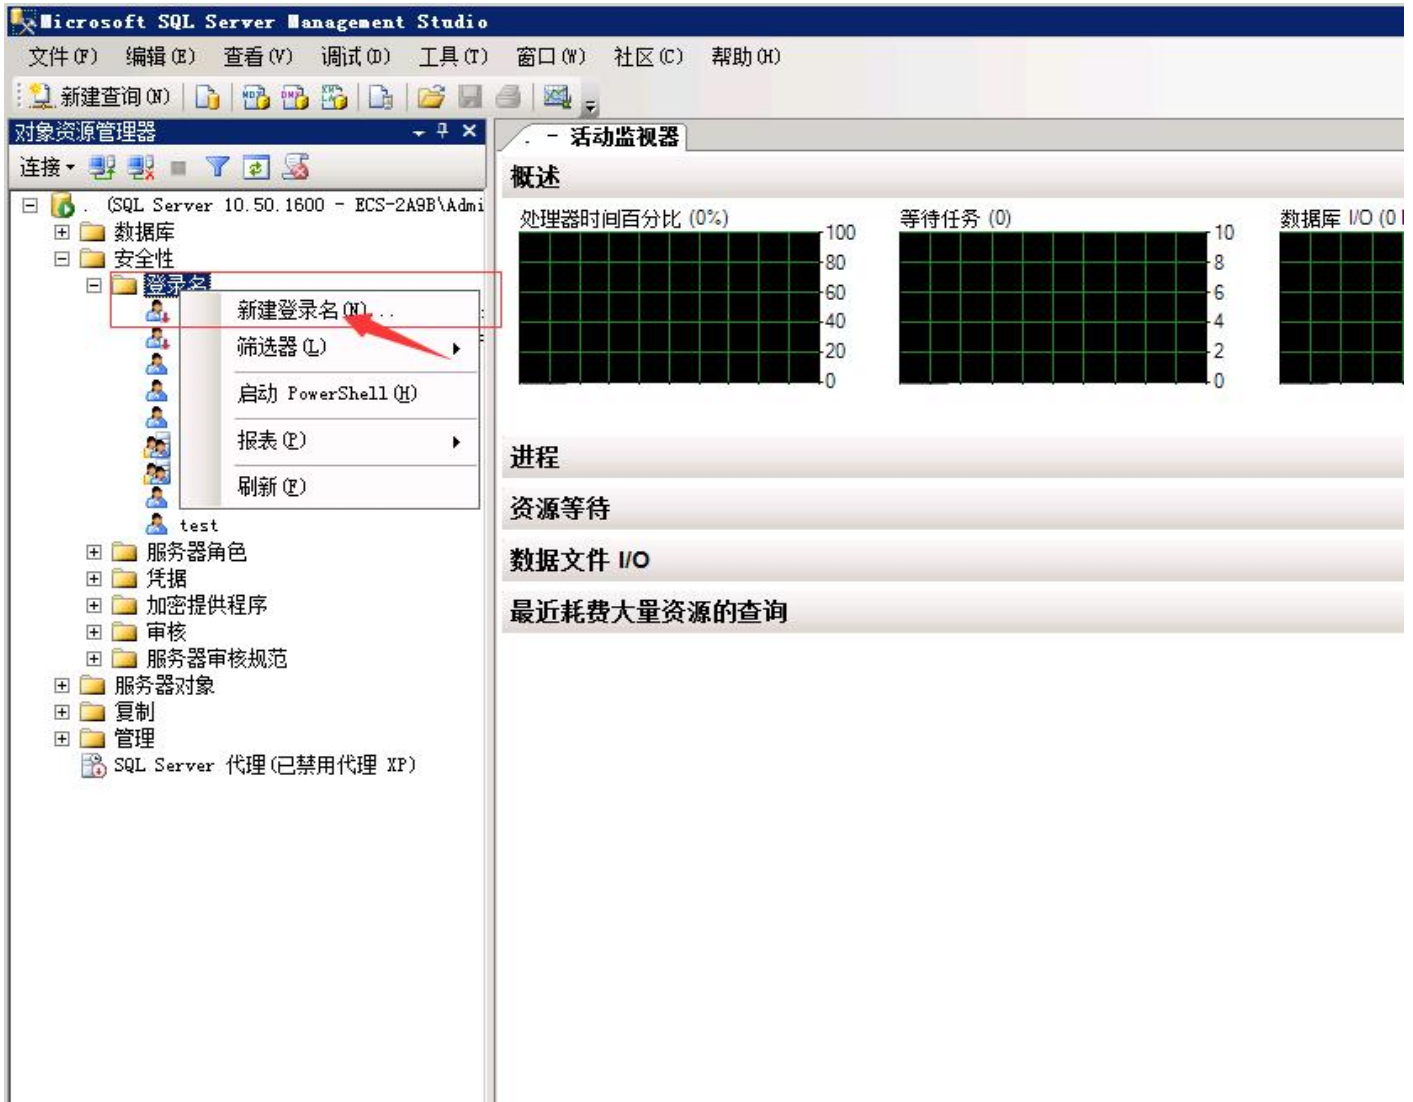 Microsoft SQL Server Management Studio
文件(F) 编辑(E) 查看(V) 调试(D) 工具(T) 窗口(W) 社区(C) 帮助(H)
新建查询(N)
对象资源管理器
连接
. (SQL Server 10.50.1600 - ECS-2A9B\Admi
数据库
安全性
登录名
新建登录名(N)...
筛选器(L)
启动 PowerShell(H)
报表(P)
刷新(F)
test
服务器角色
凭据
加密提供程序
审核
服务器审核规范
服务器对象
复制
管理
SQL Server 代理(已禁用代理 XP)
. - 活动监视器
概述
处理器时间百分比 (0%)
100
80
60
40
20
0
等待任务 (0)
10
8
6
4
2
0
数据库 I/O (0
进程
资源等待
数据文件 I/O
最近耗费大量资源的查询